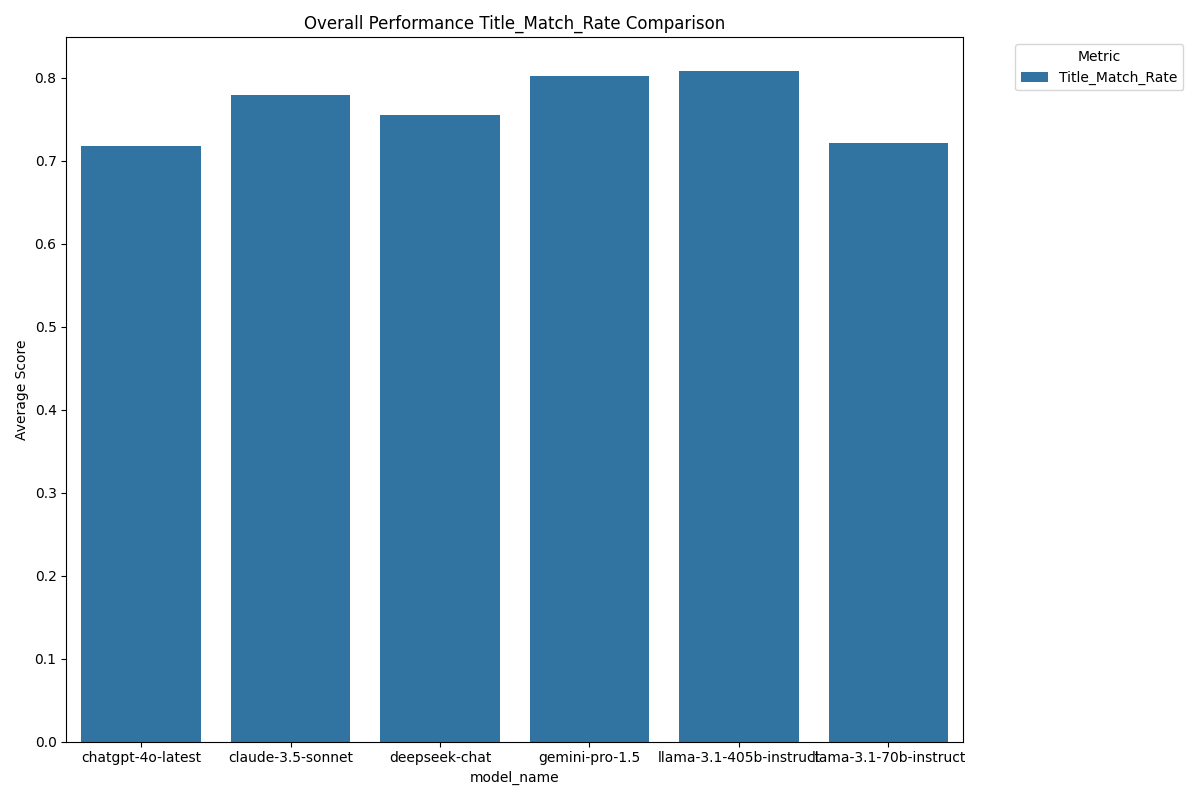 Overall Performance Title_Match_Rate Comparison
Metric
Title_Match_Rate
Average Score
0.8
0.7
0.6
0.5
0.4
0.3
0.2
0.1
0.0
chatgpt-4o-latest claude-3.5-sonnet deepseek-chat gemini-pro-1.5 llama-3.1-405b-instruct llama-3.1-70b-instruct
model_name